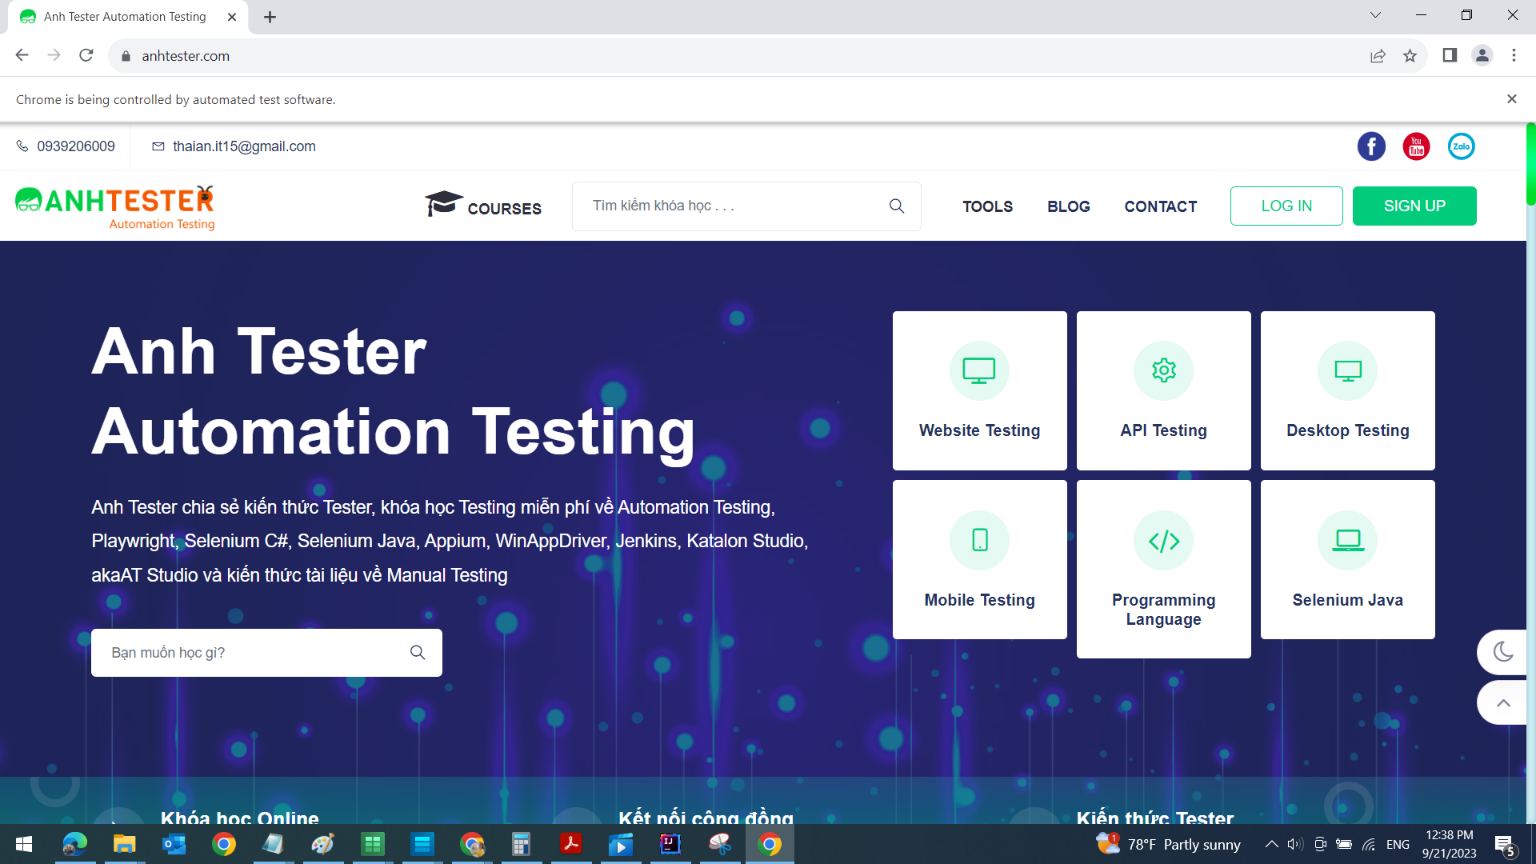 Anh Tester Automation Testing
anhtester.com
Chrome is being controlled by automated test software.
0939206009
thaian.it15@gmail.com
You
Tube
Zalo
ANHTESTER
Automation Testing
COURSES
Tìm kiếm khóa học . . .
TOOLS
BLOG
CONTACT
LOG IN
SIGN UP
Anh Tester
Automation Testing
Anh Tester chia sẻ kiến thức Tester, khóa học Testing miễn phí về Automation Testing,
Playwright, Selenium C#, Selenium Java, Appium, WinAppDriver, Jenkins, Katalon Studio,
akaAT Studio và kiến thức tài liệu về Manual Testing
Bạn muốn học gì?
Website Testing
API Testing
Desktop Testing
Mobile Testing
Programming
Language
Selenium Java
Khóa học Online
Kết nối cộng đồng
Kiến thức Tester
1
78°F Partly sunny
ENG
12:38 PM
9/21/2023
5